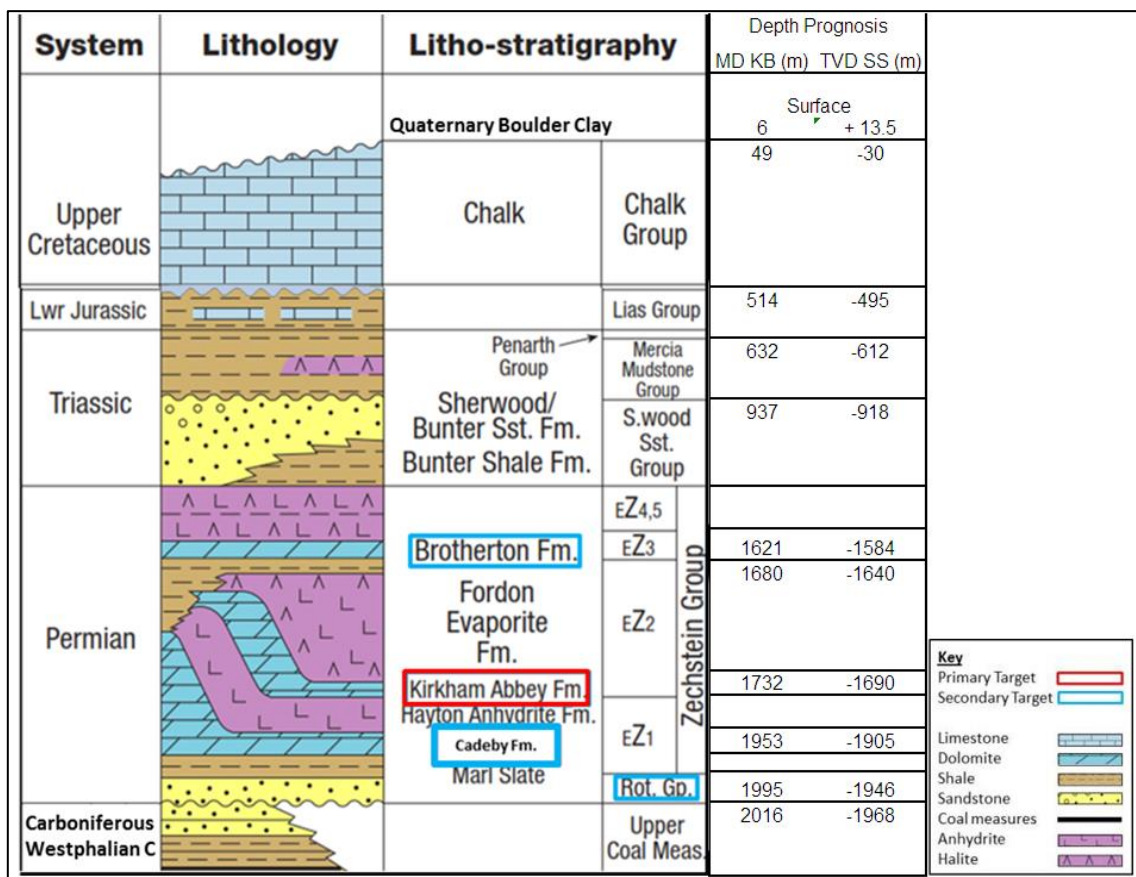 System Lithology Litho-stratigraphy Depth Prognosis
MD KB (m) TVD SS (m)
Surface
Quaternary Boulder Clay 6 + 13.5
49 -30
Upper
Cretaceous
Chalk
Chalk
Group
Lwr Jurassic Lias Group 514 -495
Triassic
Penarth
Group
Mercia
Mudstone
Group
632 -612
Sherwood/
Bunter Sst. Fm.
Bunter Shale Fm.
S.wood
Sst.
Group
937 -918
Permian
EZ4,5
Brotherton Fm. EZ3 1621 -1584
1680 -1640
Fordon
Evaporite
Fm.
EZ2
Zechstein Group
Kirkham Abbey Fm. 1732 -1690
Hayton Anhydrite Fm.
Cadeby Fm. EZ1 1953 -1905
Marl Slate
Rot. Gp. 1995 -1946
Carboniferous
Westphalian C
Upper
Coal Meas.
2016 -1968
Key
Primary Target
Secondary Target
Limestone
Dolomite
Shale
Sandstone
Coal measures
Anhydrite
Halite